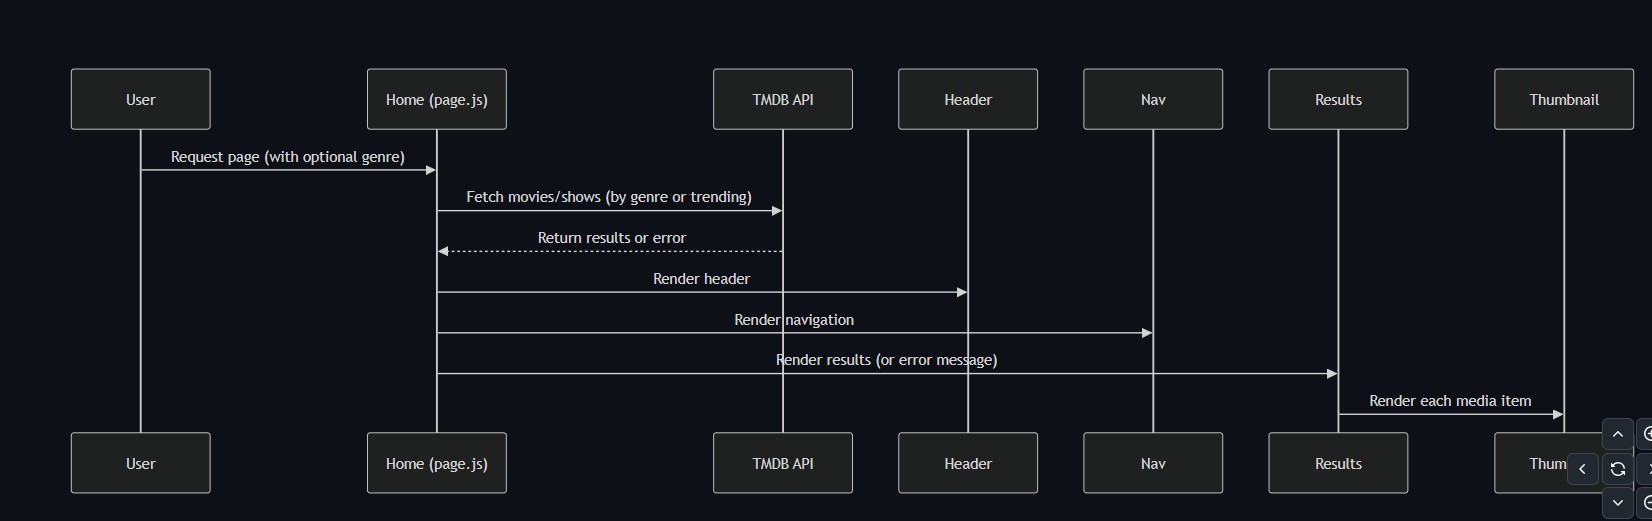 User
Home (page.js)
TMDB API
Header
Nav
Results
Thumbnail
Request page (with optional genre)
Fetch movies/shows (by genre or trending)
Return results or error
Render header
Render navigation
Render results (or error message)
Render each media item
User
Home (page.js)
TMDB API
Header
Nav
Results
Thum